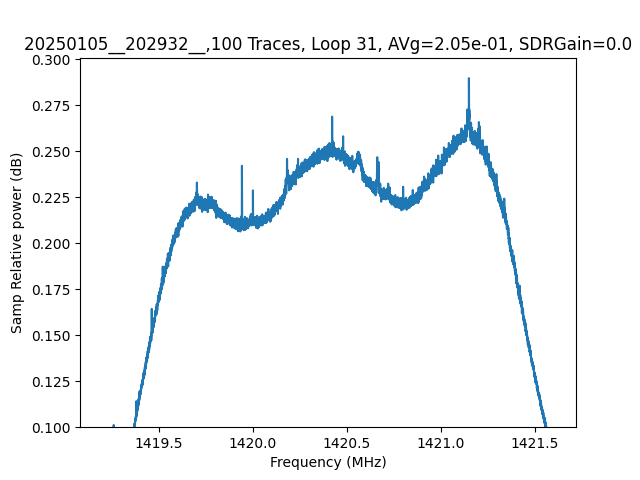 20250105__202932__,100 Traces, Loop 31, AVg=2.05e-01, SDRGain=0.0
0.300
0.275
0.250
0.225
0.200
0.175
0.150
0.125
0.100
Samp Relative power (dB)
1419.5 1420.0 1420.5 1421.0 1421.5
Frequency (MHz)